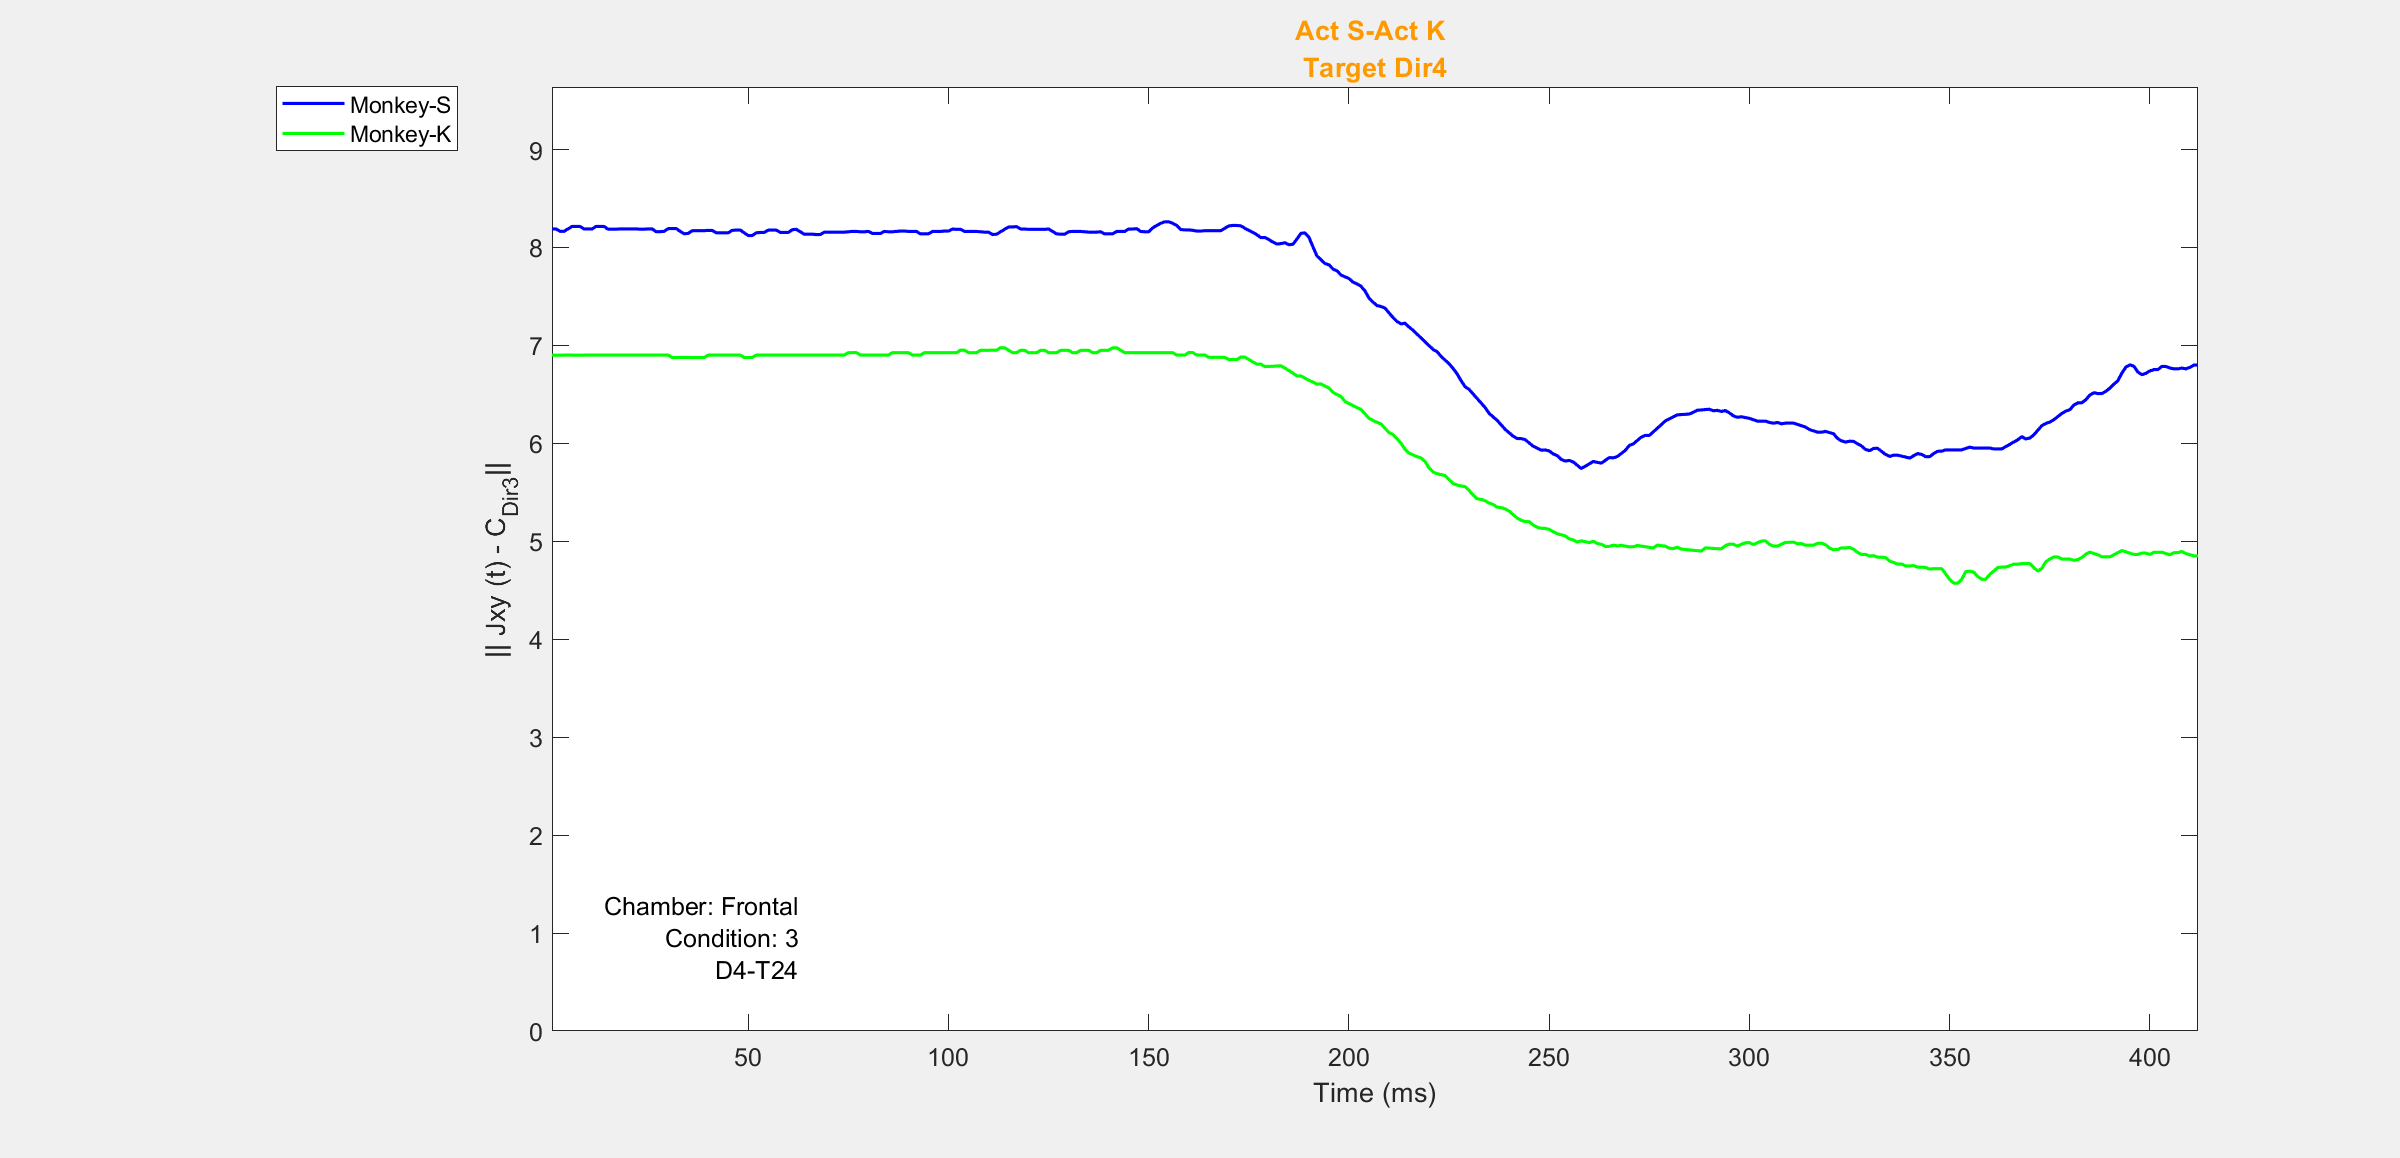 Act S-Act K
Target Dir4
Monkey-S
Monkey-K
9
8
7
6
5
4
3
2
1
0
|| Jxy (t) - C_Dir3||
Chamber: Frontal
Condition: 3
D4-T24
50 100 150 200 250 300 350 400
Time (ms)